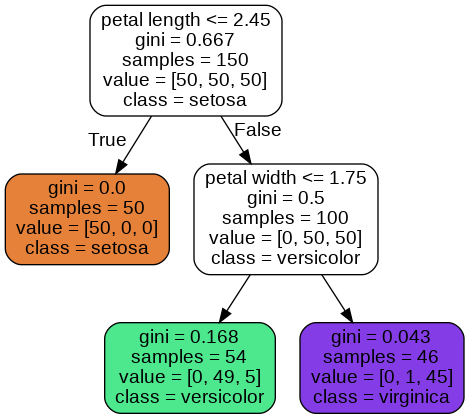 petal length <= 2.45
gini = 0.667
samples = 150
value = [50, 50, 50]
class = setosa
True
False
gini = 0.0
samples = 50
value = [50, 0, 0]
class = setosa
petal width <= 1.75
gini = 0.5
samples = 100
value = [0, 50, 50]
class = versicolor
gini = 0.168
samples = 54
value = [0, 49, 5]
class = versicolor
gini = 0.043
samples = 46
value = [0, 1, 45]
class = virginica